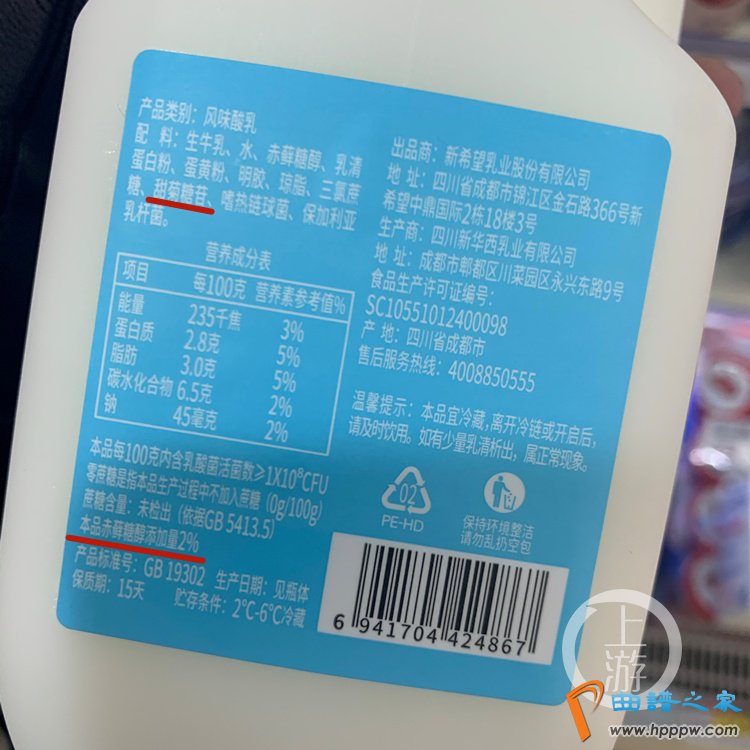 产品类别：风味酸乳
配 料：生牛乳、水、赤藓糖醇、乳清
蛋白粉、蛋黄粉、明胶、琼脂、三氯蔗
糖、甜菊糖苷、嗜热链球菌、保加利亚
乳杆菌。
营养成分表
项目 每100克 营养素参考值%
能量 235千焦 3%
蛋白质 2.8克 5%
脂肪 3.0克 5%
碳水化合物 6.5克 2%
钠 45毫克 2%
本品每100克内含乳酸菌活菌数≥1X10⁸CFU
零蔗糖是指本品生产过程中不加入蔗糖（0g/100g）
蔗糖含量：未检出（依据GB 5413.5）
本品赤藓糖醇添加量2%
产品标准号：GB 19302 生产日期：见瓶体
保质期：15天 贮存条件：2℃-6℃冷藏
出品商：新希望乳业股份有限公司
地 址：四川省成都市锦江区金石路366号新
希望中鼎国际2栋18楼3号
生产商：四川新华西乳业有限公司
地 址：成都市郫都区川菜园区永兴东路9号
食品生产许可证编号：
SC10551012400098
产 地：四川省成都市
售后服务热线：4008850555
温馨提示：本品宜冷藏，离开冷链或开启后，
请及时饮用。如有少量乳清析出，属正常现象。
02
PE-HD
保持环境整洁
请勿乱扔空包
6 941704 424867
上游
曲谱之家
www.hppw.com